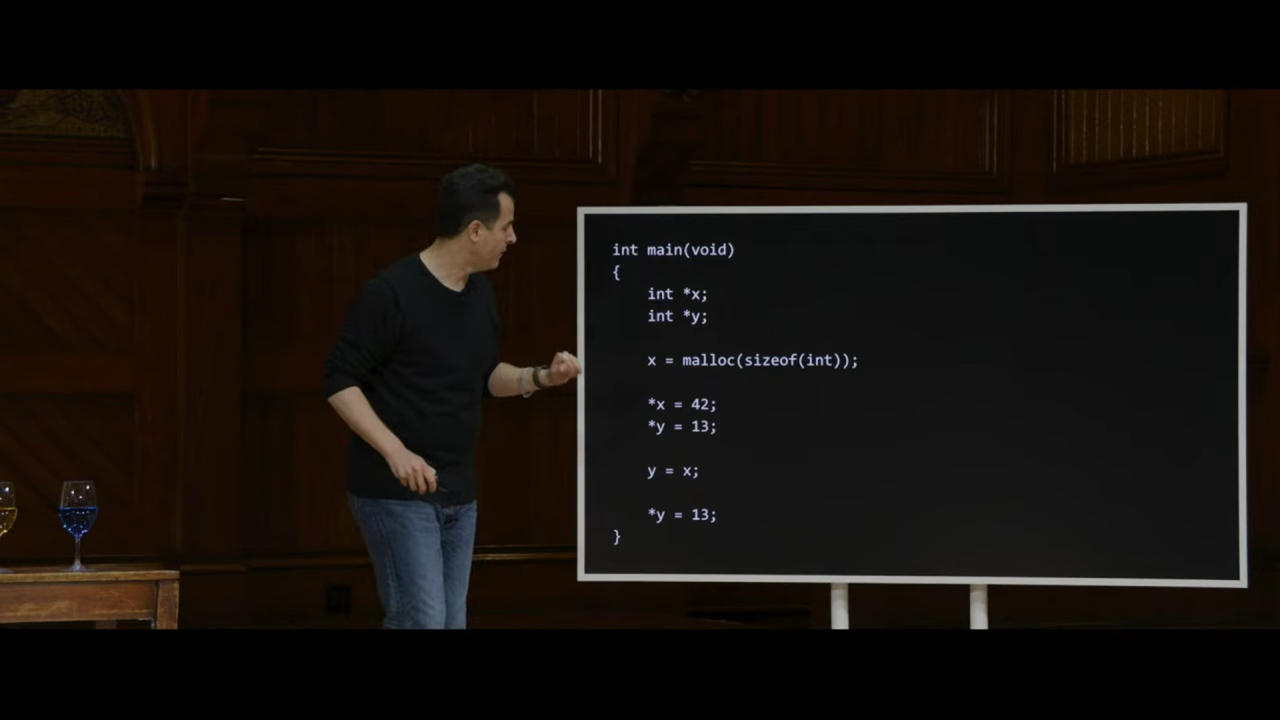 int main(void)
{
    int *x;
    int *y;
    x = malloc(sizeof(int));
    *x = 42;
    *y = 13;
    y = x;
    *y = 13;
}